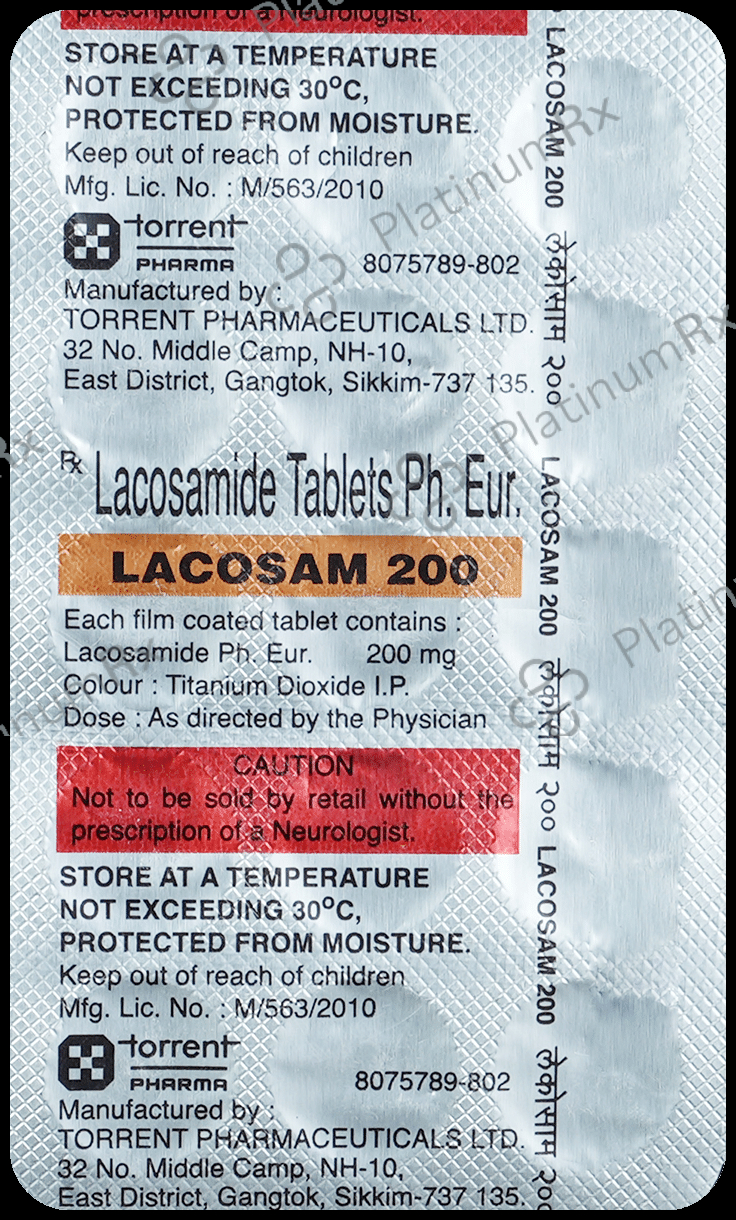 prescription of a Neurologist.
STORE AT A TEMPERATURE
NOT EXCEEDING 30°C,
PROTECTED FROM MOISTURE.
Keep out of reach of children
Mfg. Lic. No. : M/563/2010
torrent
PHARMA
8075789-802
Manufactured by :
TORRENT PHARMACEUTICALS LTD.
32 No. Middle Camp, NH-10,
East District, Gangtok, Sikkim-737 135.
Rx Lacosamide Tablets Ph. Eur.
LACOSAM 200
Each film coated tablet contains :
Lacosamide Ph. Eur. 200 mg
Colour : Titanium Dioxide I.P.
Dose : As directed by the Physician
CAUTION
Not to be sold by retail without the
prescription of a Neurologist.
STORE AT A TEMPERATURE
NOT EXCEEDING 30°C,
PROTECTED FROM MOISTURE.
Keep out of reach of children
Mfg. Lic. No. : M/563/2010
torrent
PHARMA
8075789-802
Manufactured by :
TORRENT PHARMACEUTICALS LTD.
32 No. Middle Camp, NH-10,
East District, Gangtok, Sikkim-737 135.
LACOSAM 200 लेकोसाम २०० LACOSAM 200 लेकोसाम २०० LACOSAM 200 लेकोसाम २००
PlatinumRx
PlatinumRx